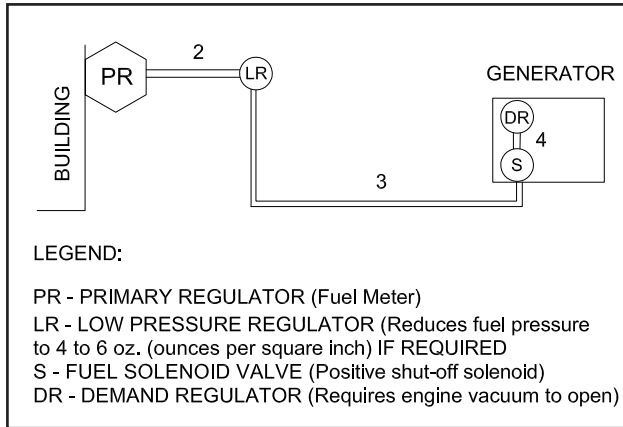 2
PR
LR
BUILDING
GENERATOR
DR
4
S
3
LEGEND:
PR - PRIMARY REGULATOR (Fuel Meter)
LR - LOW PRESSURE REGULATOR (Reduces fuel pressure
to 4 to 6 oz. (ounces per square inch) IF REQUIRED
S - FUEL SOLENOID VALVE (Positive shut-off solenoid)
DR - DEMAND REGULATOR (Requires engine vacuum to open)